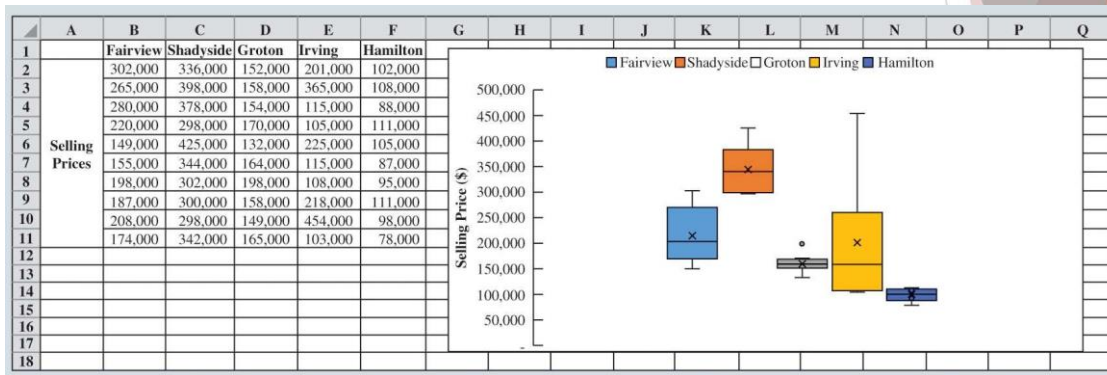 A B C D E F G H I J K L M N O P Q
1 Fairview Shadyside Groton Irving Hamilton
2 302,000 336,000 152,000 201,000 102,000
3 265,000 398,000 158,000 365,000 108,000
4 280,000 378,000 154,000 115,000 88,000
5 220,000 298,000 170,000 105,000 111,000
6 149,000 425,000 132,000 225,000 105,000
7 155,000 344,000 164,000 115,000 87,000
8 198,000 302,000 198,000 108,000 95,000
9 187,000 300,000 158,000 218,000 111,000
10 208,000 298,000 149,000 454,000 98,000
11 174,000 342,000 165,000 103,000 78,000
12
13
14
15
16
17
18
Selling
Prices
Fairview Shadyside Groton Irving Hamilton
Selling Price ($)
500,000
450,000
400,000
350,000
300,000
250,000
200,000
150,000
100,000
50,000
-